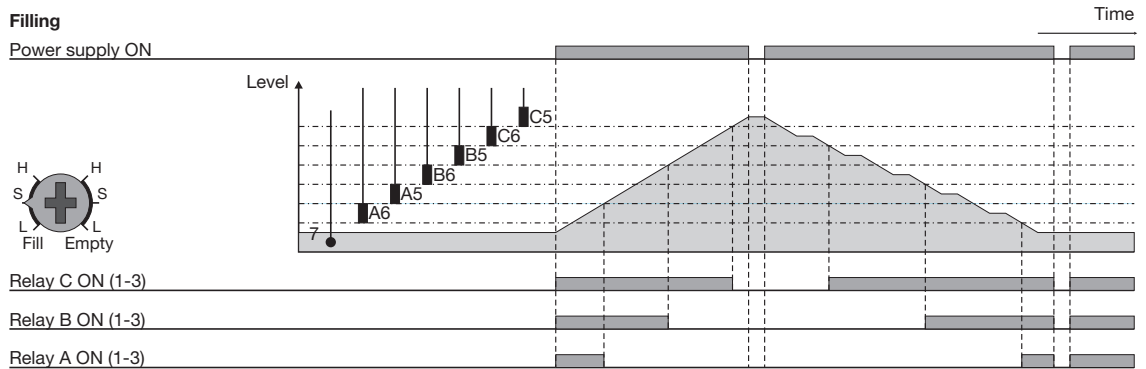 Filling
Time
Power supply ON
Level
C5
C6
B5
B6
A5
A6
7
H H
S S
L L
Fill Empty
Relay C ON (1-3)
Relay B ON (1-3)
Relay A ON (1-3)